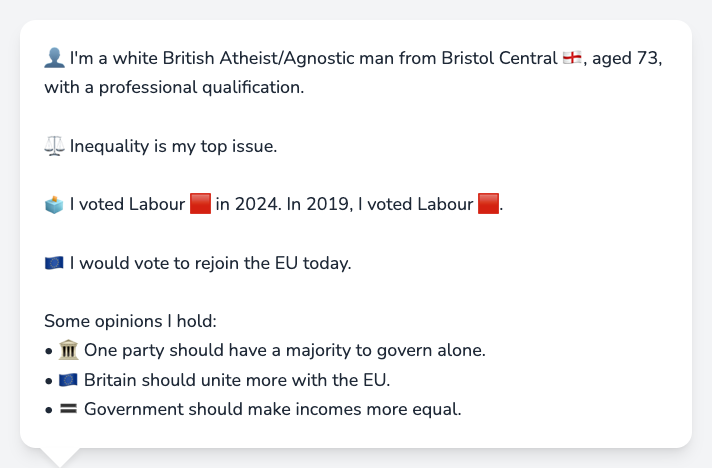 👤 I'm a white British Atheist/Agnostic man from Bristol Central 🏴󠁧󠁢󠁥󠁮󠁧󠁿, aged 73,
with a professional qualification.
⚖️ Inequality is my top issue.
🗳️ I voted Labour 🟥 in 2024. In 2019, I voted Labour 🟥.
🇪🇺 I would vote to rejoin the EU today.
Some opinions I hold:
• 🏛️ One party should have a majority to govern alone.
• 🇪🇺 Britain should unite more with the EU.
• 🟰 Government should make incomes more equal.